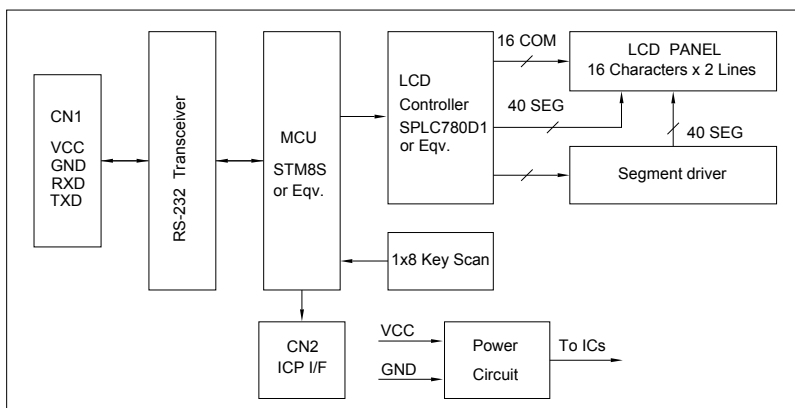 CN1
VCC
GND
RXD
TXD
RS-232 Transceiver
MCU
STM8S
or Eqv.
LCD
Controller
SPLC780D1
or Eqv.
16 COM
40 SEG
LCD PANEL
16 Characters x 2 Lines
40 SEG
Segment driver
1x8 Key Scan
CN2
ICP I/F
VCC
GND
Power
Circuit
To ICs